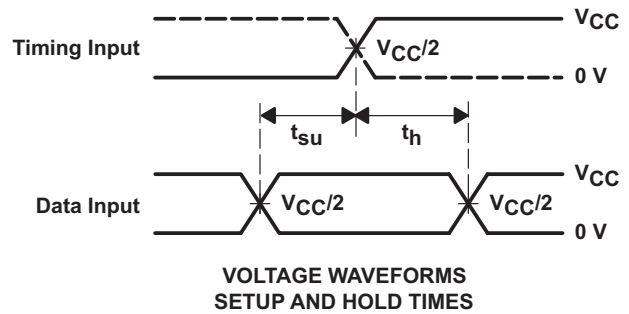 VCC
Timing Input
VCC/2
0 V
tsu
th
VCC
Data Input
VCC/2
VCC/2
0 V
VOLTAGE WAVEFORMS
SETUP AND HOLD TIMES